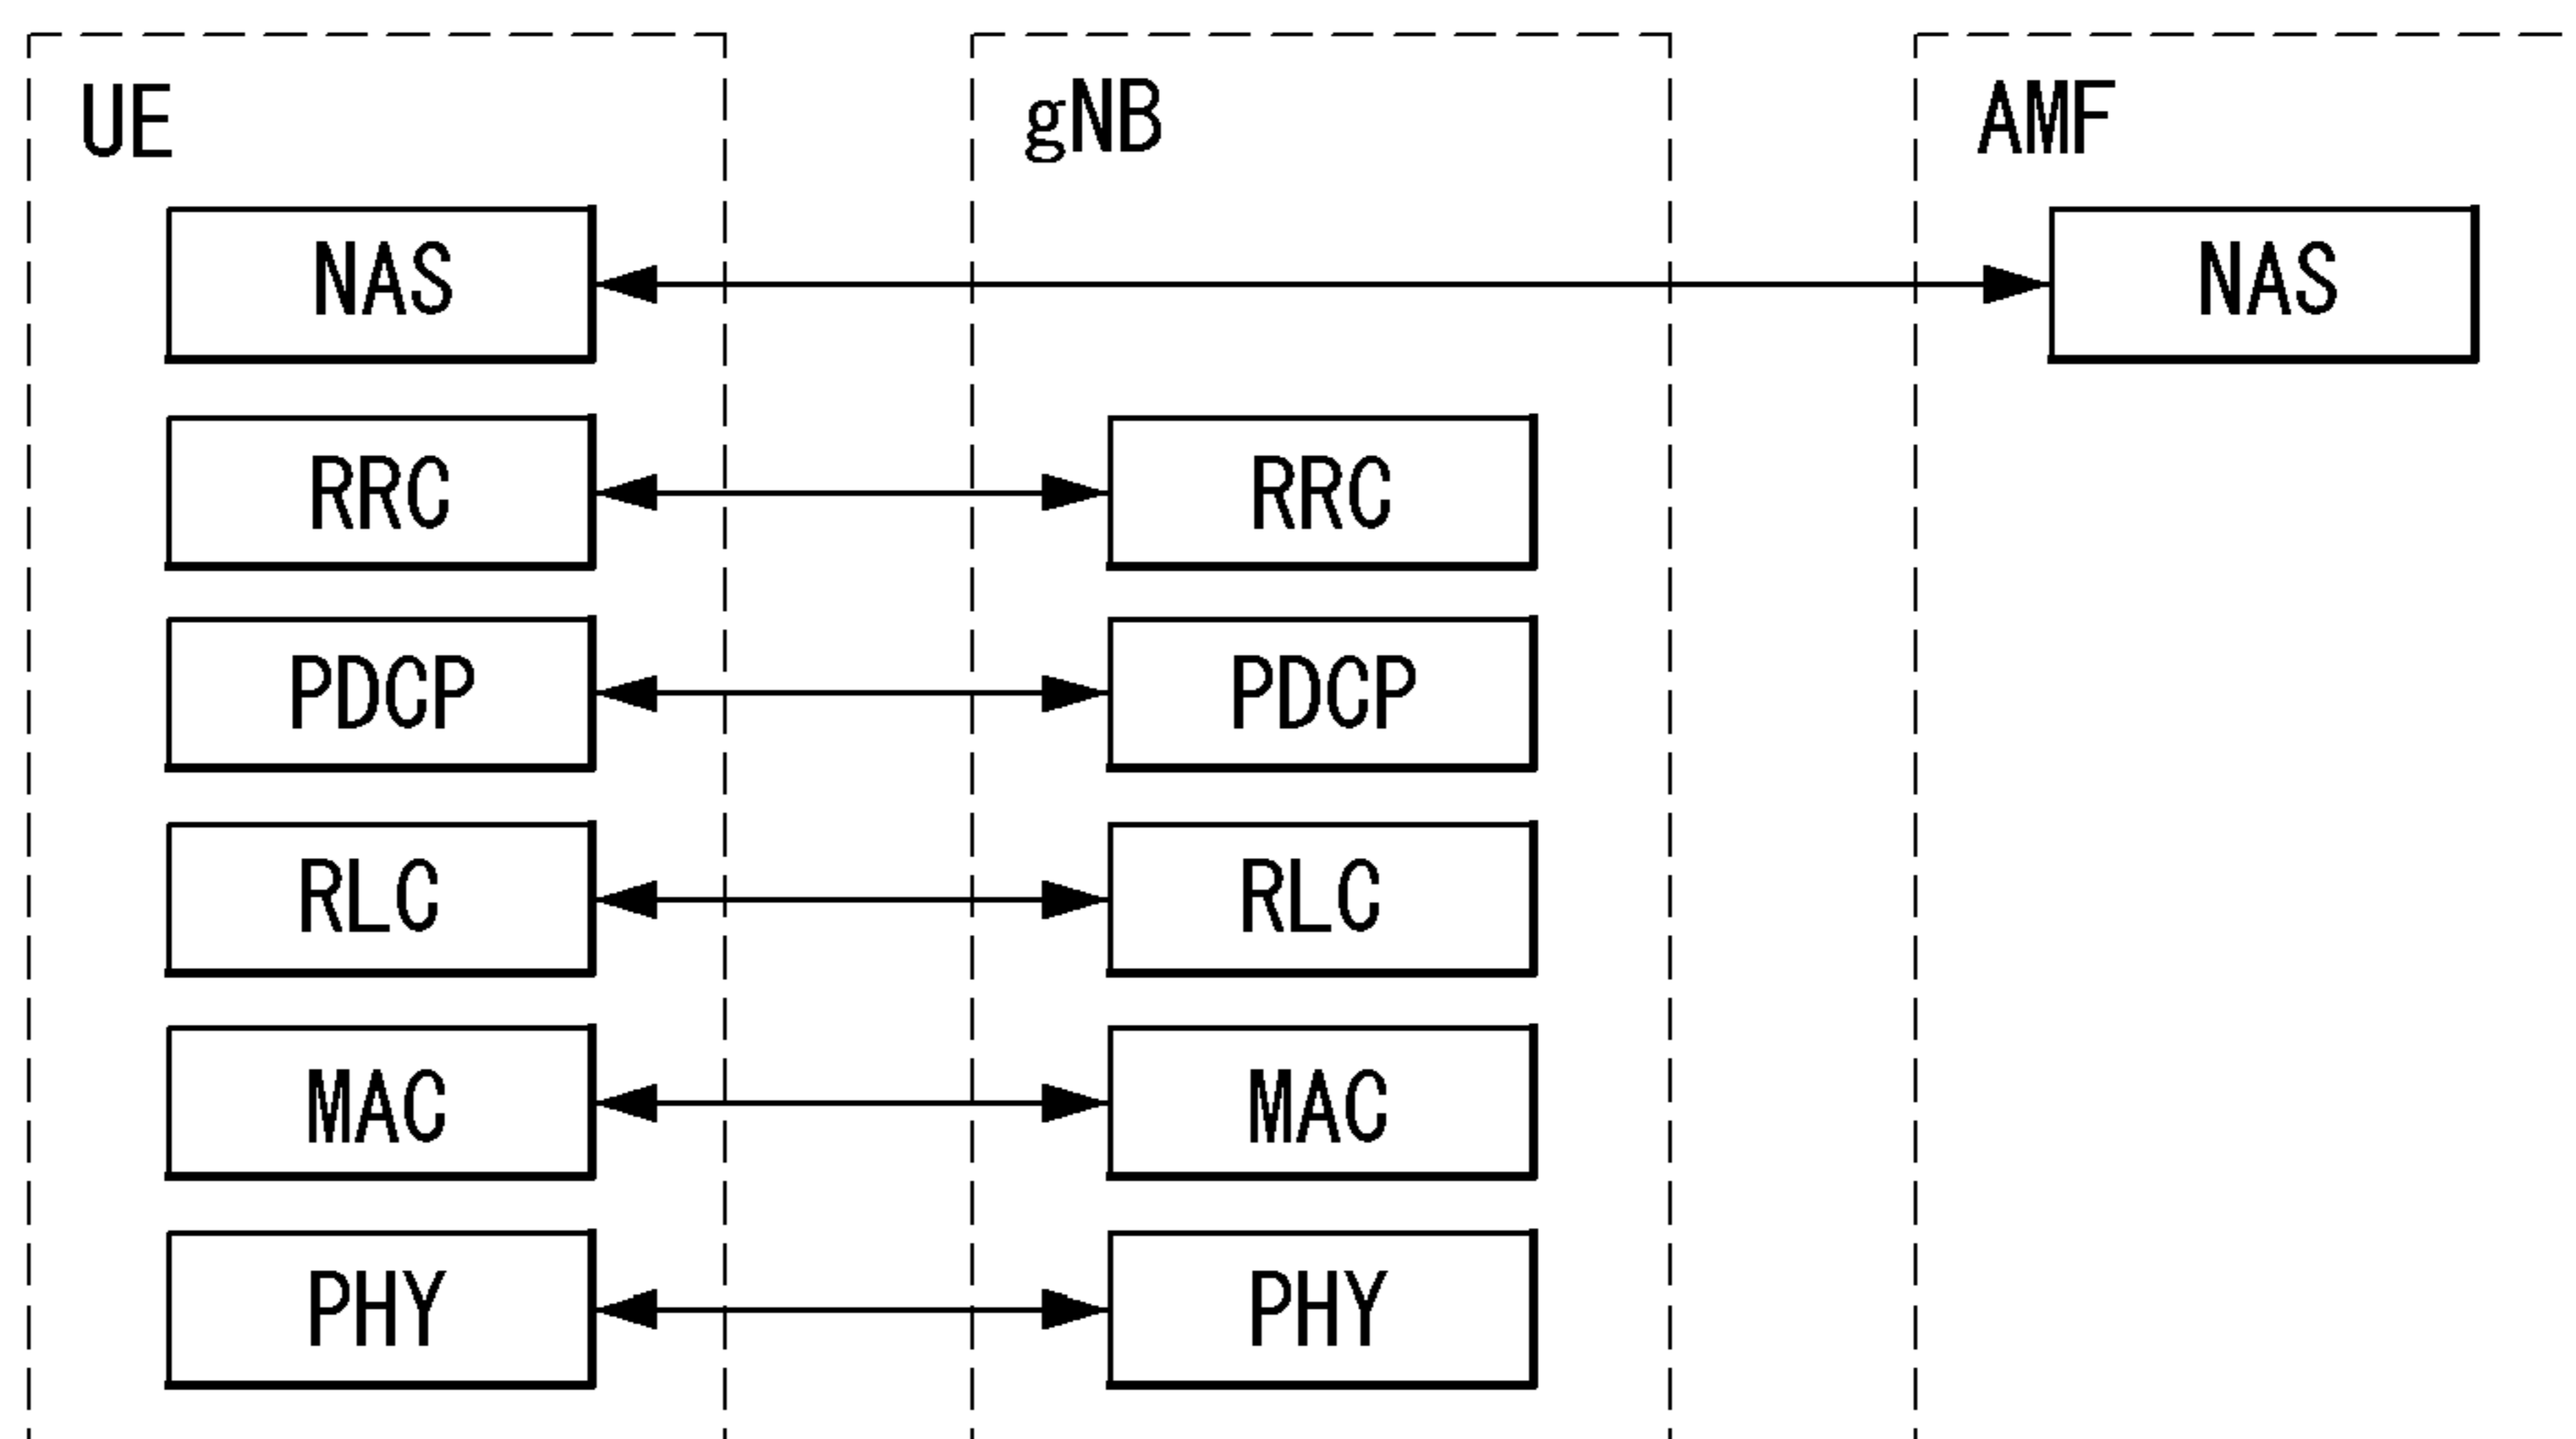 UE gNB AMF
NAS NAS
RRC RRC
PDCP PDCP
RLC RLC
MAC MAC
PHY PHY